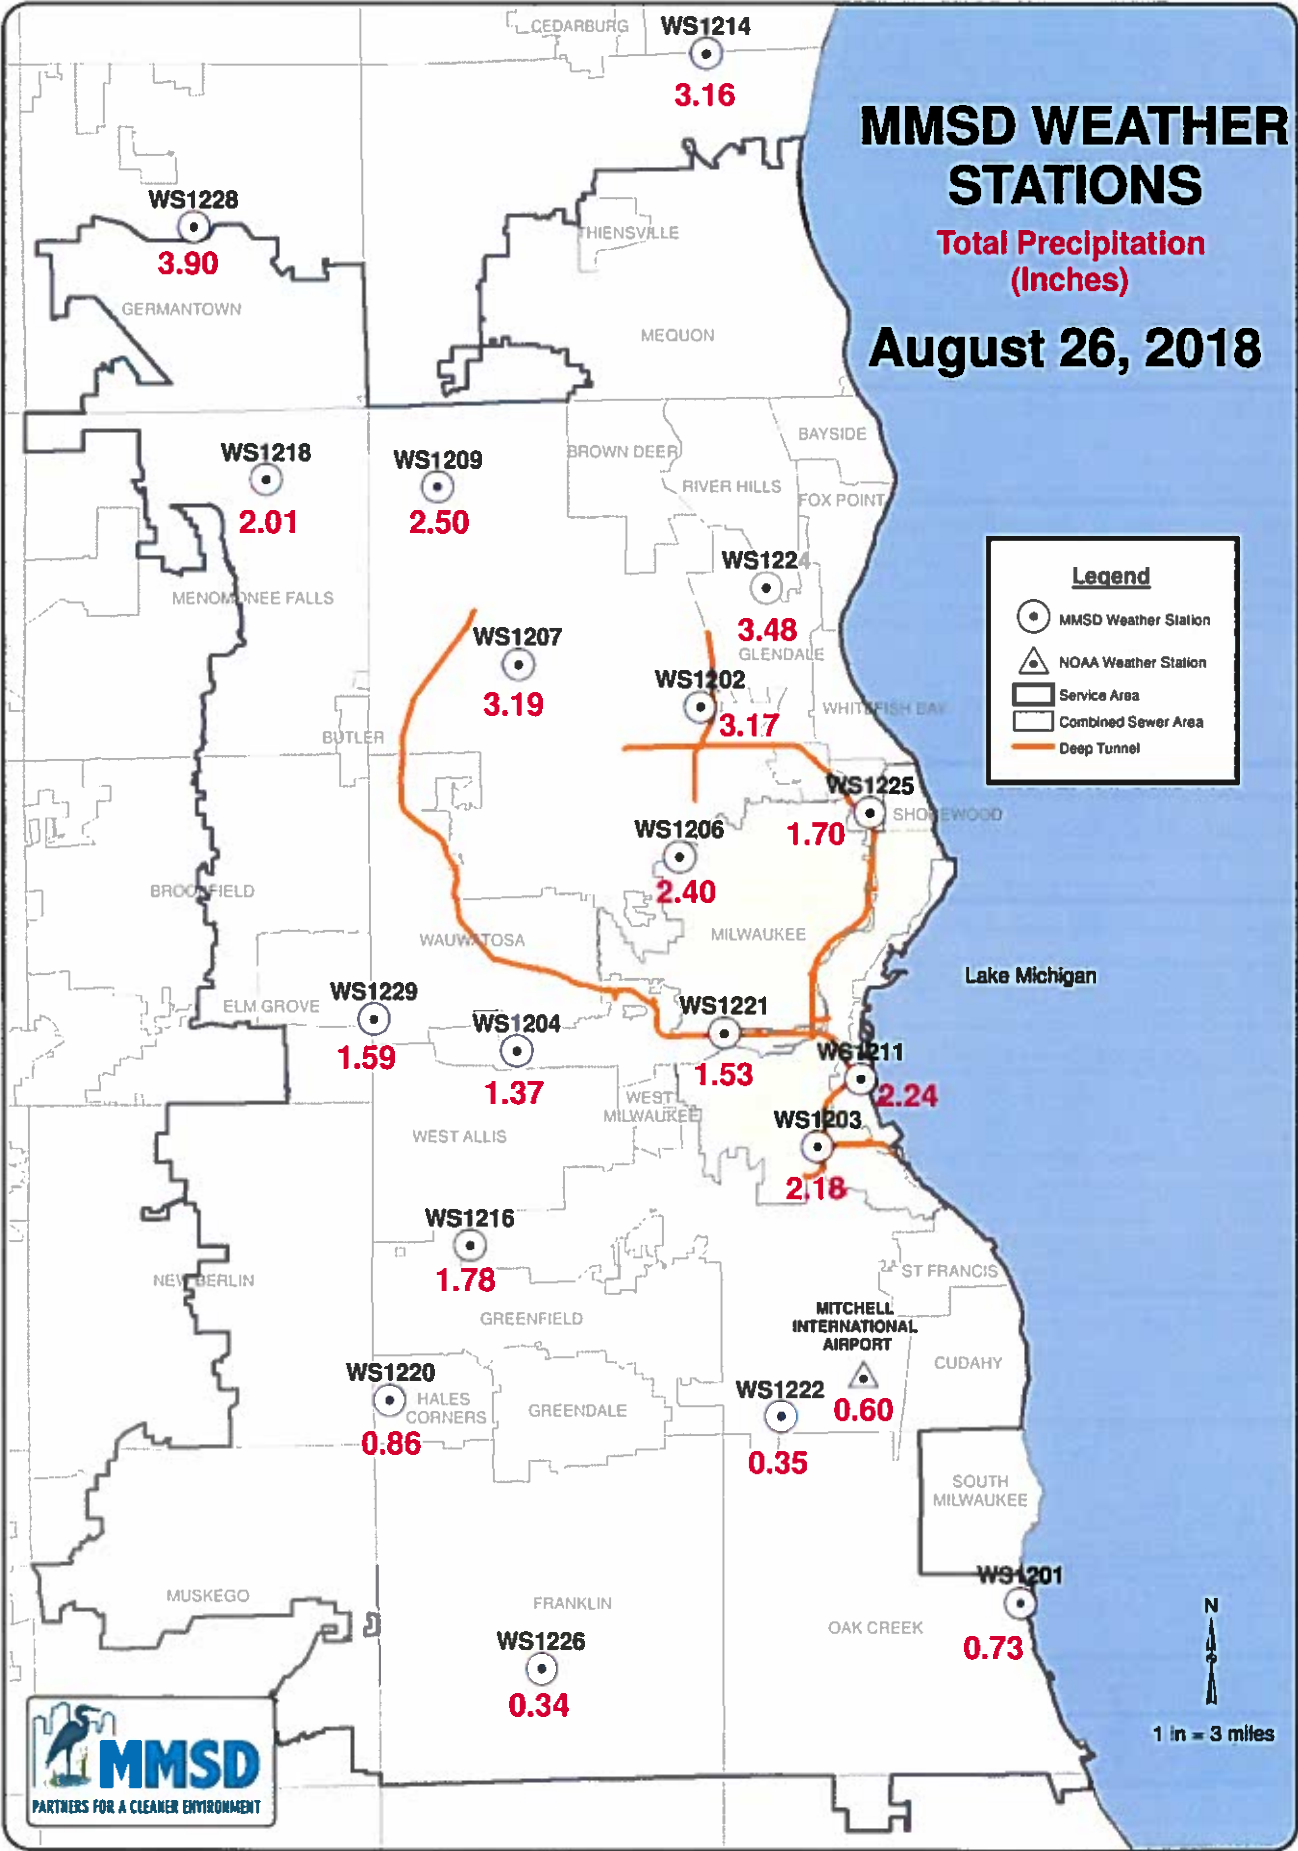 CEDARBURG
WS1214
3.16
MMSD WEATHER
STATIONS
Total Precipitation
(Inches)
August 26, 2018
WS1228
3.90
GERMANTOWN
THIENSVILLE
MEQUON
WS1218
2.01
WS1209
2.50
BROWN DEER
BAYSIDE
RIVER HILLS
FOX POINT
WS1224
3.48
GLENDALE
Legend
MMSD Weather Station
NOAA Weather Station
Service Area
Combined Sewer Area
Deep Tunnel
MENOMONEE FALLS
WS1207
3.19
WS1202
3.17
WHITEFISH BAY
BUTLER
WS1225
1.70
SHOREWOOD
WS1206
2.40
BROOKFIELD
WAUWATOSA
MILWAUKEE
Lake Michigan
WS1229
1.59
ELM GROVE
WS1204
1.37
WS1221
1.53
WS1211
2.24
WEST
MILWAUKEE
WS1203
2.18
WEST ALLIS
WS1216
1.78
NEW BERLIN
GREENFIELD
ST FRANCIS
MITCHELL
INTERNATIONAL
AIRPORT
0.60
CUDAHY
WS1220
0.86
HALES
CORNERS
GREENDALE
WS1222
0.35
SOUTH
MILWAUKEE
WS1201
0.73
MUSKEGO
FRANKLIN
OAK CREEK
WS1226
0.34
N
1 in = 3 miles
MMSD
PARTNERS FOR A CLEANER ENVIRONMENT